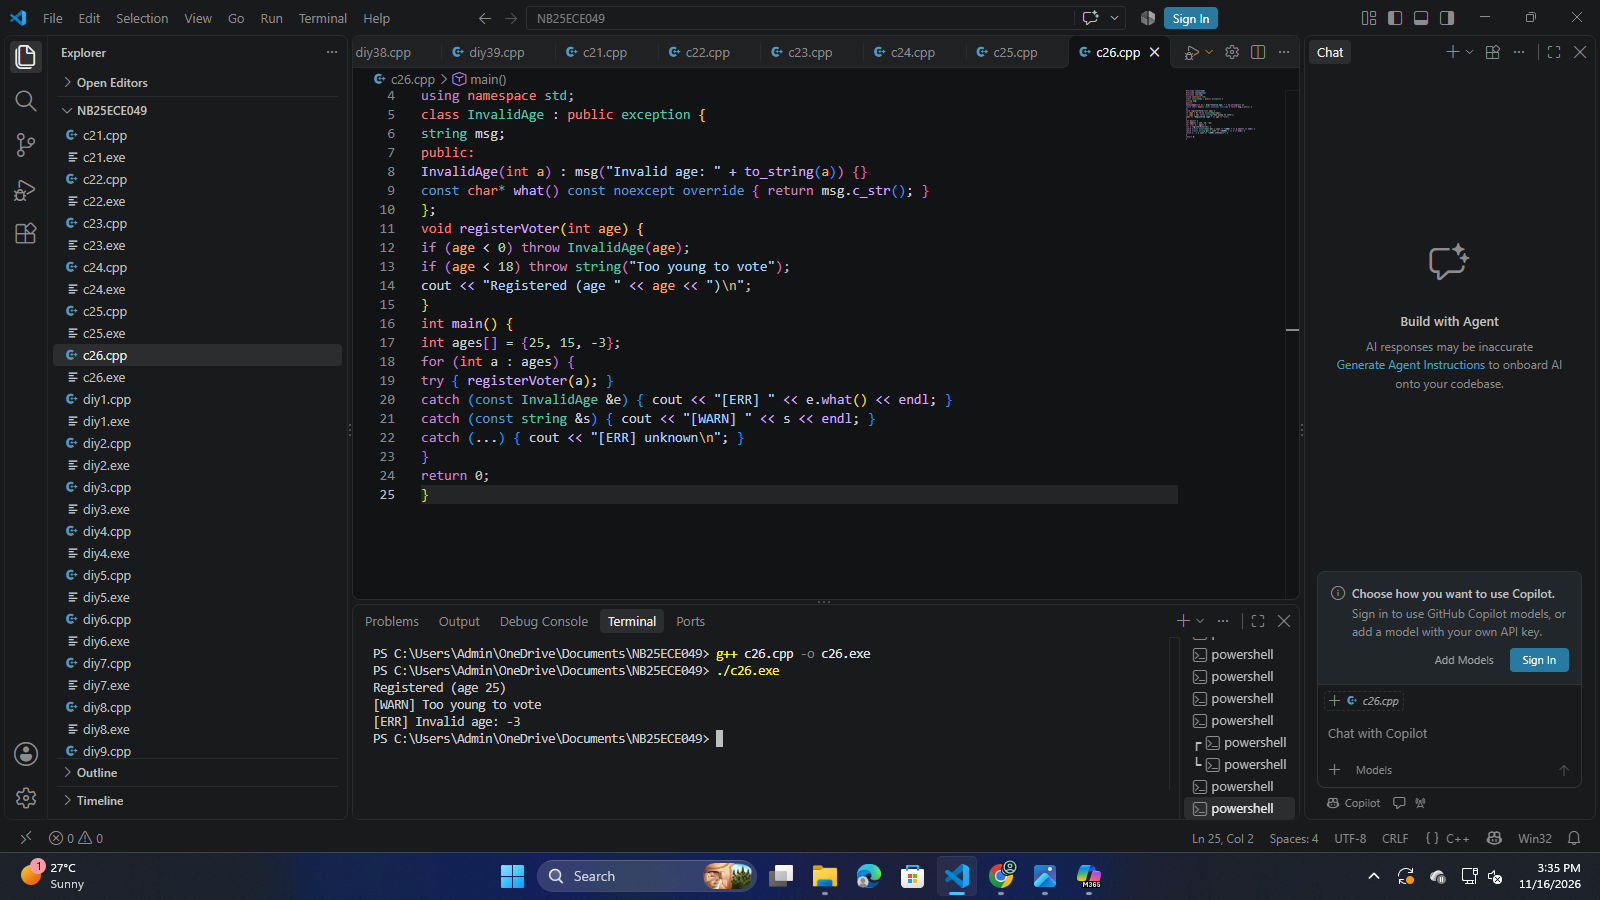 File Edit Selection View Go Run Terminal Help
NB25ECE049
Sign In
Explorer
Open Editors
NB25ECE049
c21.cpp
c21.exe
c22.cpp
c22.exe
c23.cpp
c23.exe
c24.cpp
c24.exe
c25.cpp
c25.exe
c26.cpp
c26.exe
diy1.cpp
diy1.exe
diy2.cpp
diy2.exe
diy3.cpp
diy3.exe
diy4.cpp
diy4.exe
diy5.cpp
diy5.exe
diy6.cpp
diy6.exe
diy7.cpp
diy7.exe
diy8.cpp
diy8.exe
diy9.cpp
Outline
Timeline
diy38.cpp diy39.cpp c21.cpp c22.cpp c23.cpp c24.cpp c25.cpp c26.cpp
c26.cpp > main()
4 using namespace std;
5 class InvalidAge : public exception {
6 string msg;
7 public:
8 InvalidAge(int a) : msg("Invalid age: " + to_string(a)) {}
9 const char* what() const noexcept override { return msg.c_str(); }
10 };
11 void registerVoter(int age) {
12 if (age < 0) throw InvalidAge(age);
13 if (age < 18) throw string("Too young to vote");
14 cout << "Registered (age " << age << ")\n";
15 }
16 int main() {
17 int ages[] = {25, 15, -3};
18 for (int a : ages) {
19 try { registerVoter(a); }
20 catch (const InvalidAge &e) { cout << "[ERR] " << e.what() << endl; }
21 catch (const string &s) { cout << "[WARN] " << s << endl; }
22 catch (...) { cout << "[ERR] unknown\n"; }
23 }
24 return 0;
25 }
Problems Output Debug Console Terminal Ports
PS C:\Users\Admin\OneDrive\Documents\NB25ECE049> g++ c26.cpp -o c26.exe
PS C:\Users\Admin\OneDrive\Documents\NB25ECE049> ./c26.exe
Registered (age 25)
[WARN] Too young to vote
[ERR] Invalid age: -3
PS C:\Users\Admin\OneDrive\Documents\NB25ECE049>
powershell
powershell
powershell
powershell
powershell
powershell
powershell
powershell
Chat
Build with Agent
AI responses may be inaccurate
Generate Agent Instructions to onboard AI
onto your codebase.
Choose how you want to use Copilot.
Sign in to use GitHub Copilot models, or
add a model with your own API key.
Add Models Sign In
c26.cpp
Chat with Copilot
Models
Copilot
0 0
Ln 25, Col 2 Spaces: 4 UTF-8 CRLF {} C++ Win32
1
27°C
Sunny
Search
M365
3:35 PM
11/16/2026